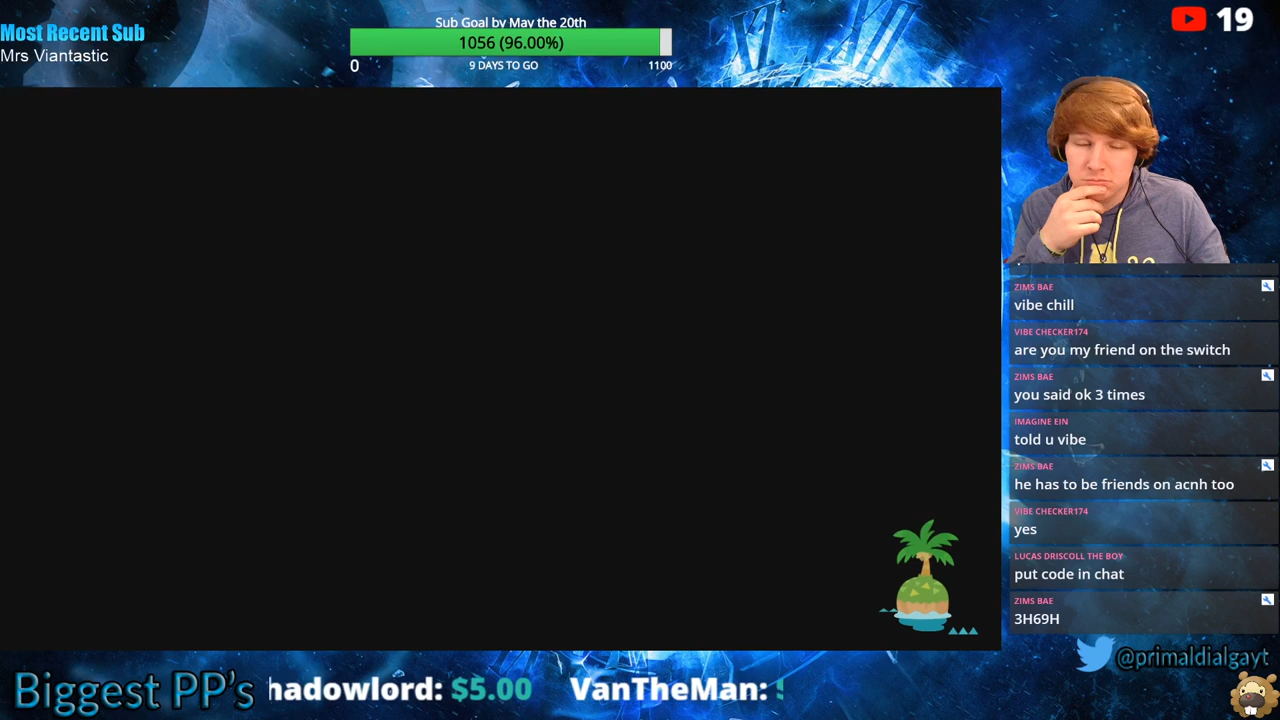 Most Recent Sub
Mrs Viantastic
Sub Goal by May the 20th
1056 (96.00%)
0
9 DAYS TO GO
1100
19
ZIMS BAE
vibe chill
VIBE CHECKER174
are you my friend on the switch
ZIMS BAE
you said ok 3 times
IMAGINE EIN
told u vibe
ZIMS BAE
he has to be friends on acnh too
VIBE CHECKER174
yes
LUCAS DRISCOLL THE BOY
put code in chat
ZIMS BAE
3H69H
@primaldialgayt
Biggest PP's
hadowlord: $5.00 VanTheMan: